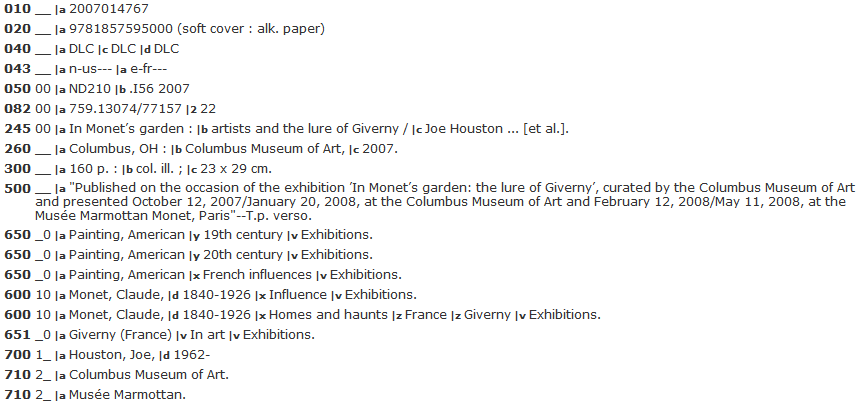 010 __ |a 2007014767
020 __ |a 9781857595000 (soft cover : alk. paper)
040 __ |a DLC |c DLC |d DLC
043 __ |a n-us--- |a e-fr---
050 00 |a ND210 |b .I56 2007
082 00 |a 759.13074/77157 |2 22
245 00 |a In Monet's garden : |b artists and the lure of Giverny / |c Joe Houston ... [et al.].
260 __ |a Columbus, OH : |b Columbus Museum of Art, |c 2007.
300 __ |a 160 p. : |b col. ill. ; |c 23 x 29 cm.
500 __ |a "Published on the occasion of the exhibition 'In Monet's garden: the lure of Giverny', curated by the Columbus Museum of Art
and presented October 12, 2007/January 20, 2008, at the Columbus Museum of Art and February 12, 2008/May 11, 2008, at the
Musée Marmottan Monet, Paris"--T.p. verso.
650 _0 |a Painting, American |y 19th century |v Exhibitions.
650 _0 |a Painting, American |y 20th century |v Exhibitions.
650 _0 |a Painting, American |x French influences |v Exhibitions.
600 10 |a Monet, Claude, |d 1840-1926 |x Influence |v Exhibitions.
600 10 |a Monet, Claude, |d 1840-1926 |x Homes and haunts |z France |z Giverny |v Exhibitions.
651 _0 |a Giverny (France) |v In art |v Exhibitions.
700 1_ |a Houston, Joe, |d 1962-
710 2_ |a Columbus Museum of Art.
710 2_ |a Musée Marmottan.